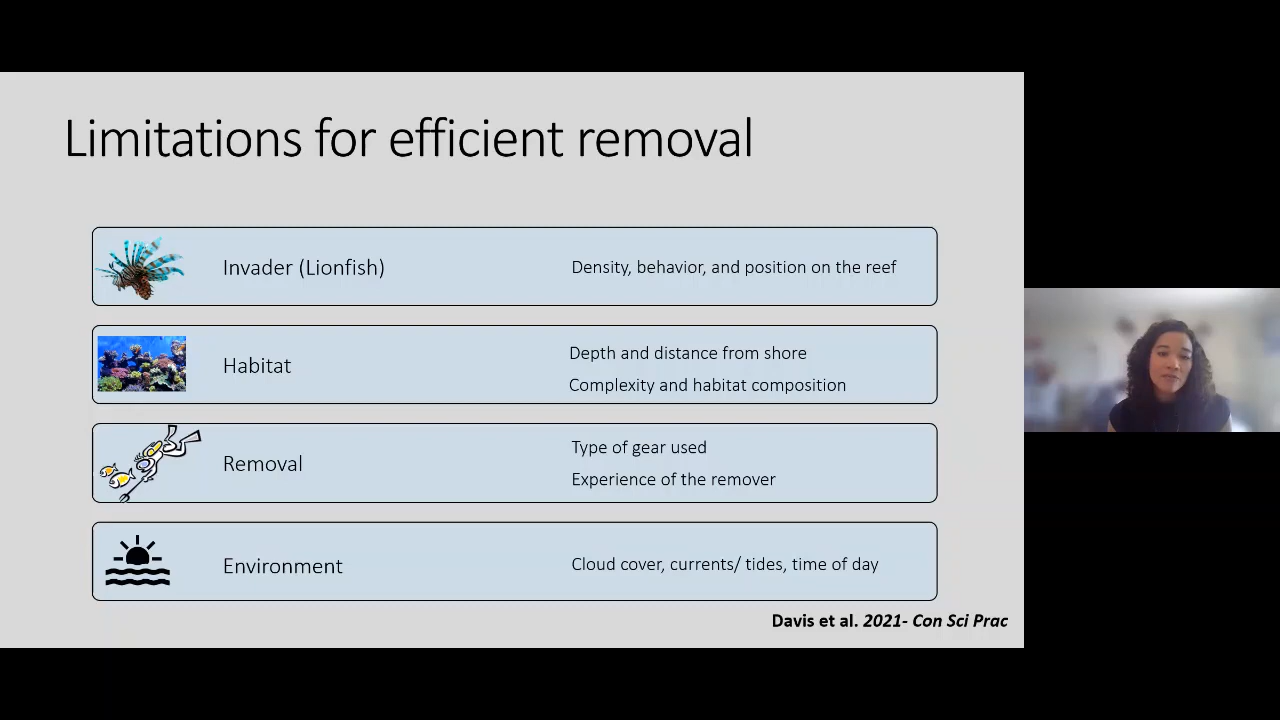 Limitations for efficient removal
Invader (Lionfish)
Density, behavior, and position on the reef
Habitat
Depth and distance from shore
Complexity and habitat composition
Removal
Type of gear used
Experience of the remover
Environment
Cloud cover, currents/ tides, time of day
Davis et al. 2021- Con Sci Prac